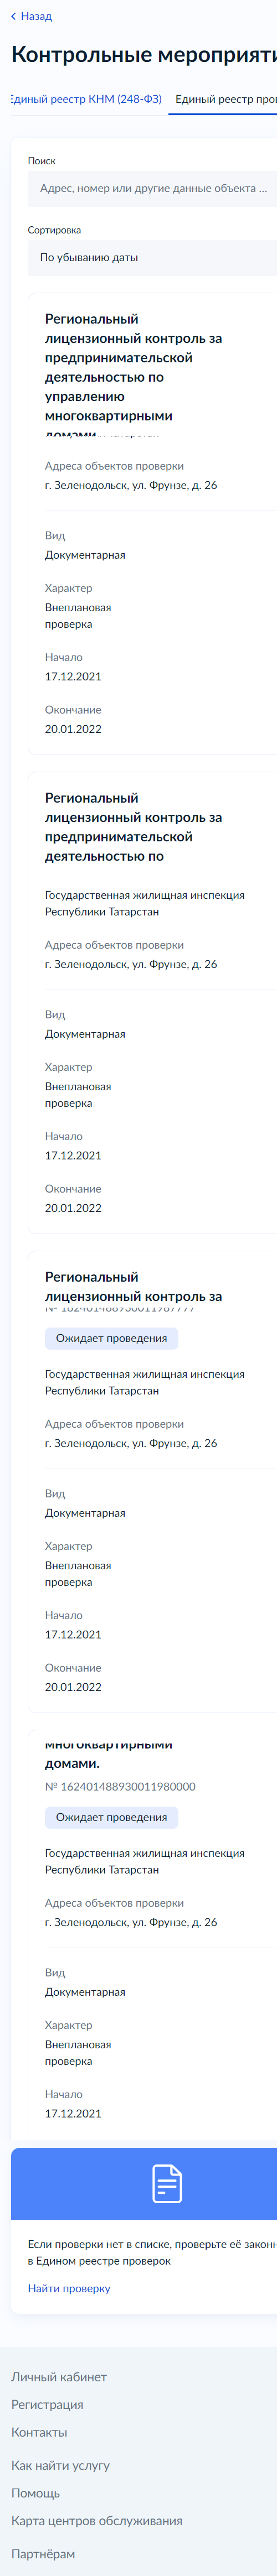 Назад
Контрольные мероприяти
Единый реестр КНМ (248-ФЗ) Единый реестр про
Поиск
Адрес, номер или другие данные объекта ...
Сортировка
По убыванию даты
Региональный
лицензионный контроль за
предпринимательской
деятельностью по
управлению
многоквартирными
домами
Адреса объектов проверки
г. Зеленодольск, ул. Фрунзе, д. 26
Вид
Документарная
Характер
Внеплановая
проверка
Начало
17.12.2021
Окончание
20.01.2022
Региональный
лицензионный контроль за
предпринимательской
деятельностью по
Государственная жилищная инспекция
Республики Татарстан
Адреса объектов проверки
г. Зеленодольск, ул. Фрунзе, д. 26
Вид
Документарная
Характер
Внеплановая
проверка
Начало
17.12.2021
Окончание
20.01.2022
Региональный
лицензионный контроль за
Ожидает проведения
Государственная жилищная инспекция
Республики Татарстан
Адреса объектов проверки
г. Зеленодольск, ул. Фрунзе, д. 26
Вид
Документарная
Характер
Внеплановая
проверка
Начало
17.12.2021
Окончание
20.01.2022
многоквартирными
домами.
№ 162401488930011980000
Ожидает проведения
Государственная жилищная инспекция
Республики Татарстан
Адреса объектов проверки
г. Зеленодольск, ул. Фрунзе, д. 26
Вид
Документарная
Характер
Внеплановая
проверка
Начало
17.12.2021
Если проверки нет в списке, проверьте её закон
в Едином реестре проверок
Найти проверку
Личный кабинет
Регистрация
Контакты
Как найти услугу
Помощь
Карта центров обслуживания
Партнёрам